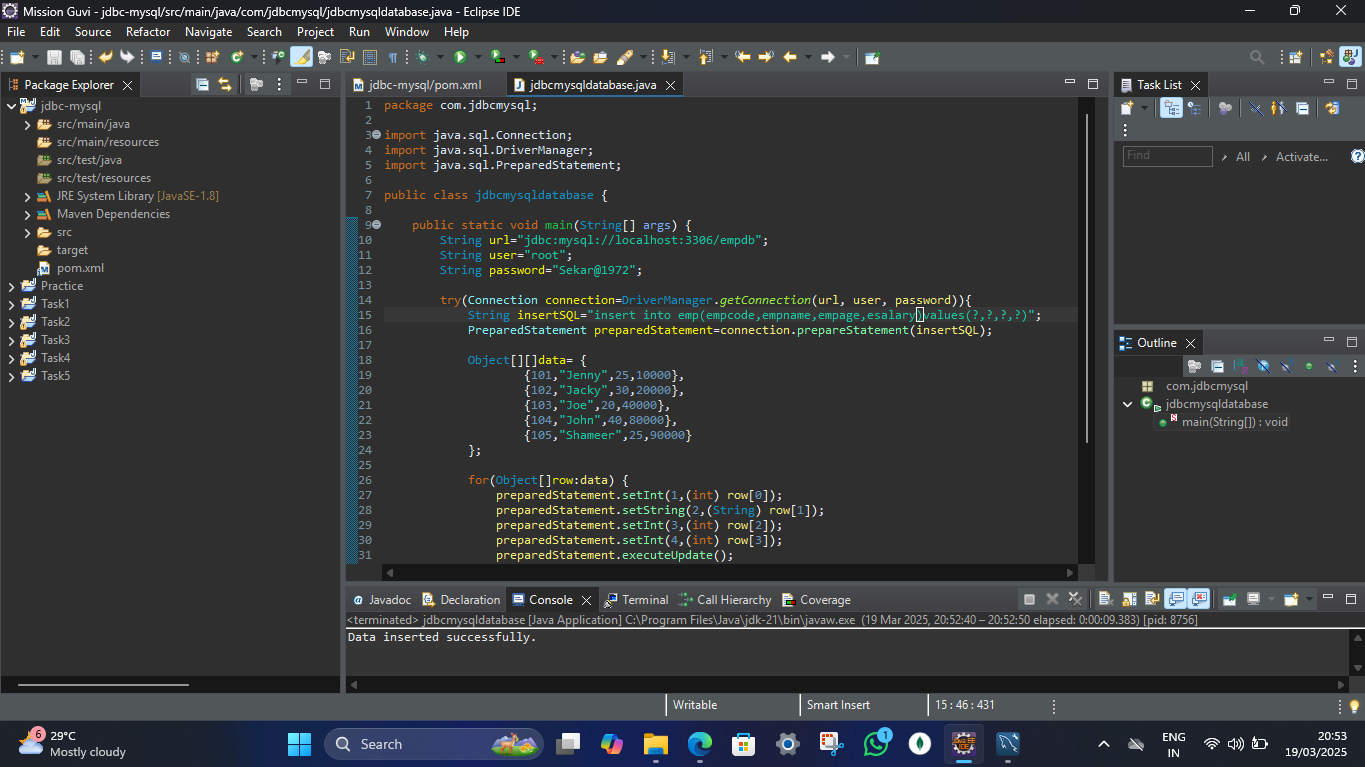 Mission Guvi - jdbc-mysql/src/main/java/com/jdbcmysql/jdbcmysqldatabase.java - Eclipse IDE
File Edit Source Refactor Navigate Search Project Run Window Help
Package Explorer
jdbc-mysql
src/main/java
src/main/resources
src/test/java
src/test/resources
JRE System Library [JavaSE-1.8]
Maven Dependencies
src
target
pom.xml
Practice
Task1
Task2
Task3
Task4
Task5
jdbc-mysql/pom.xml jdbcmysqldatabase.java
1 package com.jdbcmysql;
2
3 import java.sql.Connection;
4 import java.sql.DriverManager;
5 import java.sql.PreparedStatement;
6
7 public class jdbcmysqldatabase {
8
9 public static void main(String[] args) {
10 String url="jdbc:mysql://localhost:3306/empdb";
11 String user="root";
12 String password="Sekar@1972";
13
14 try(Connection connection=DriverManager.getConnection(url, user, password)){
15 String insertSQL="insert into emp(empcode,empname,empage,esalary)values(?,?,?,?)";
16 PreparedStatement preparedStatement=connection.prepareStatement(insertSQL);
17
18 Object[][]data= {
19 {101,"Jenny",25,10000},
20 {102,"Jacky",30,20000},
21 {103,"Joe",20,40000},
22 {104,"John",40,80000},
23 {105,"Shameer",25,90000}
24 };
25
26 for(Object[]row:data) {
27 preparedStatement.setInt(1,(int) row[0]);
28 preparedStatement.setString(2,(String) row[1]);
29 preparedStatement.setInt(3,(int) row[2]);
30 preparedStatement.setInt(4,(int) row[3]);
31 preparedStatement.executeUpdate();
Task List
Find All Activate...
Outline
com.jdbcmysql
jdbcmysqldatabase
main(String[]) : void
Javadoc Declaration Console Terminal Call Hierarchy Coverage
<terminated> jdbcmysqldatabase [Java Application] C:\Program Files\Java\jdk-21\bin\javaw.exe (19 Mar 2025, 20:52:40 – 20:52:50 elapsed: 0:00:09.383) [pid: 8756]
Data inserted successfully.
Writable Smart Insert 15 : 46 : 431
6
29°C
Mostly cloudy
Search
1
ENG
IN
20:53
19/03/2025